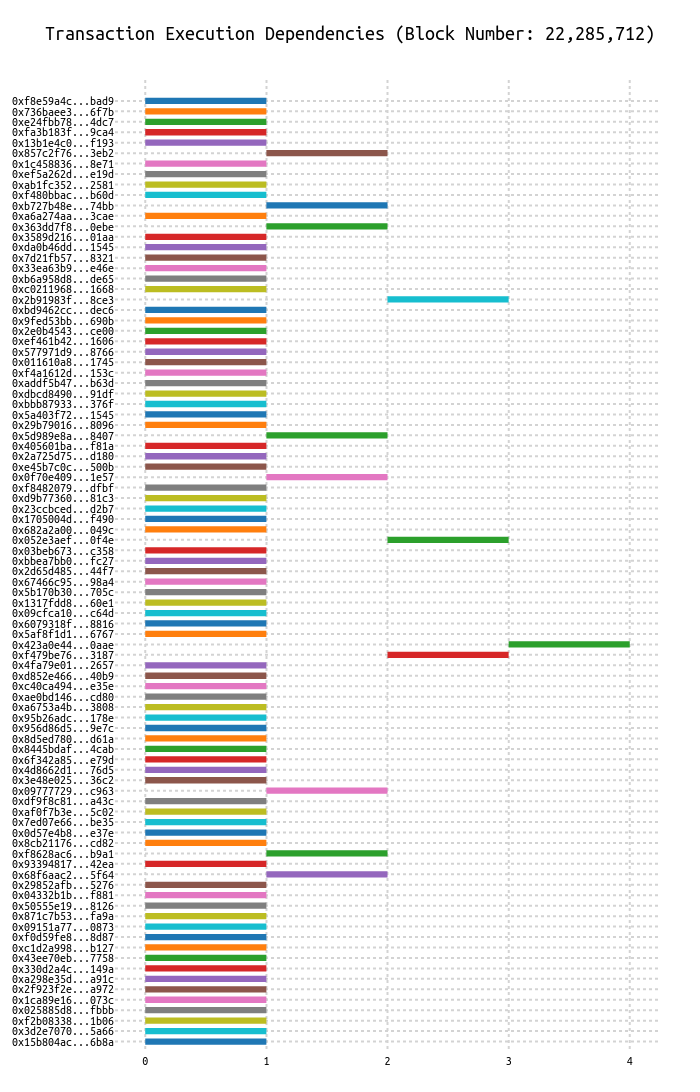 Transaction Execution Dependencies (Block Number: 22,285,712)
0xf8e59a4c...bad9
0x736baee3...6f7b
0xe24fbb78...4dc7
0xfa3b183f...9ca4
0x13b1e4c0...f193
0x857c2f76...3eb2
0x1c458836...8e71
0xef5a262d...e19d
0xab1fc352...2581
0xf480bbac...b60d
0xb727b48e...74bb
0xa6a274aa...3cae
0x363dd7f8...0ebe
0x3589d216...01aa
0xda0b46dd...1545
0x7d21fb57...8321
0x33ea63b9...e46e
0xb6a958d8...de65
0xc0211968...1668
0x2b91983f...8ce3
0xbd9462cc...dec6
0x9fed53bb...690b
0x2e0b4543...ce00
0xef461b42...1606
0x577971d9...8766
0x011610a8...1745
0xf4a1612d...153c
0xaddf5b47...b63d
0xdbcd8490...91df
0xbbb87933...376f
0x5a403f72...1545
0x29b79016...8096
0x5d989e8a...8407
0x405601ba...f81a
0x2a725d75...d180
0xe45b7c0c...500b
0x0f70e409...1e57
0xf8482079...dfbf
0xd9b77360...81c3
0x23ccbced...d2b7
0x1705004d...f490
0x682a2a00...049c
0x052e3aef...0f4e
0x03beb673...c358
0xbbea7bb0...fc27
0x2d65d485...44f7
0x67466c95...98a4
0x5b170b30...705c
0x1317fdd8...60e1
0x09cfca10...c64d
0x6079318f...8816
0x5af8f1d1...6767
0x423a0e44...0aae
0xf479be76...3187
0x4fa79e01...2657
0xd852e466...40b9
0xc40ca494...e35e
0xae0bd146...cd80
0xa6753a4b...3808
0x95b26adc...178e
0x956d86d5...9e7c
0x8d5ed780...d61a
0x8445bdaf...4cab
0x6f342a85...e79d
0x4d8662d1...76d5
0x3e48e025...36c2
0x09777729...c963
0xdf9f8c81...a43c
0xaf0f7b3e...5c02
0x7ed07e66...be35
0x0d57e4b8...e37e
0x8cb21176...cd82
0xf8628ac6...b9a1
0x93394817...42ea
0x68f6aac2...5f64
0x29852afb...5276
0x04332b1b...f881
0x50555e19...8126
0x871c7b53...fa9a
0x09151a77...0873
0xf0d59fe8...8d87
0xc1d2a998...b127
0x43ee70eb...7758
0x330d2a4c...149a
0xa298e35d...a91c
0x2f923f2e...a972
0x1ca89e16...073c
0x025885d8...fbbb
0xf2b08338...1b06
0x3d2e7070...5a66
0x15b804ac...6b8a
0 1 2 3 4